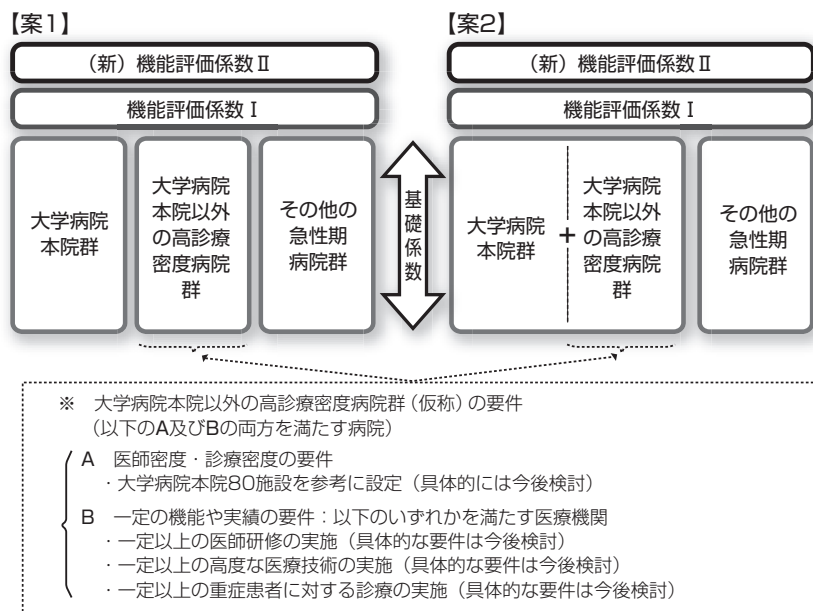 【案1】
(新)機能評価係数Ⅱ
機能評価係数Ⅰ
大学病院
本院群
大学病院
本院以外
の高診療
密度病院
群
その他の
急性期
病院群
基
礎
係
数
【案2】
(新)機能評価係数Ⅱ
機能評価係数Ⅰ
大学病院
本院群
+
大学病院
本院以外
の高診療
密度病院
群
その他の
急性期
病院群
※ 大学病院本院以外の高診療密度病院群(仮称)の要件
(以下のA及びBの両方を満たす病院)
A 医師密度・診療密度の要件
・大学病院本院80施設を参考に設定(具体的には今後検討)
B 一定の機能や実績の要件:以下のいずれかを満たす医療機関
・一定以上の医師研修の実施(具体的な要件は今後検討)
・一定以上の高度な医療技術の実施(具体的な要件は今後検討)
・一定以上の重症患者に対する診療の実施(具体的な要件は今後検討)